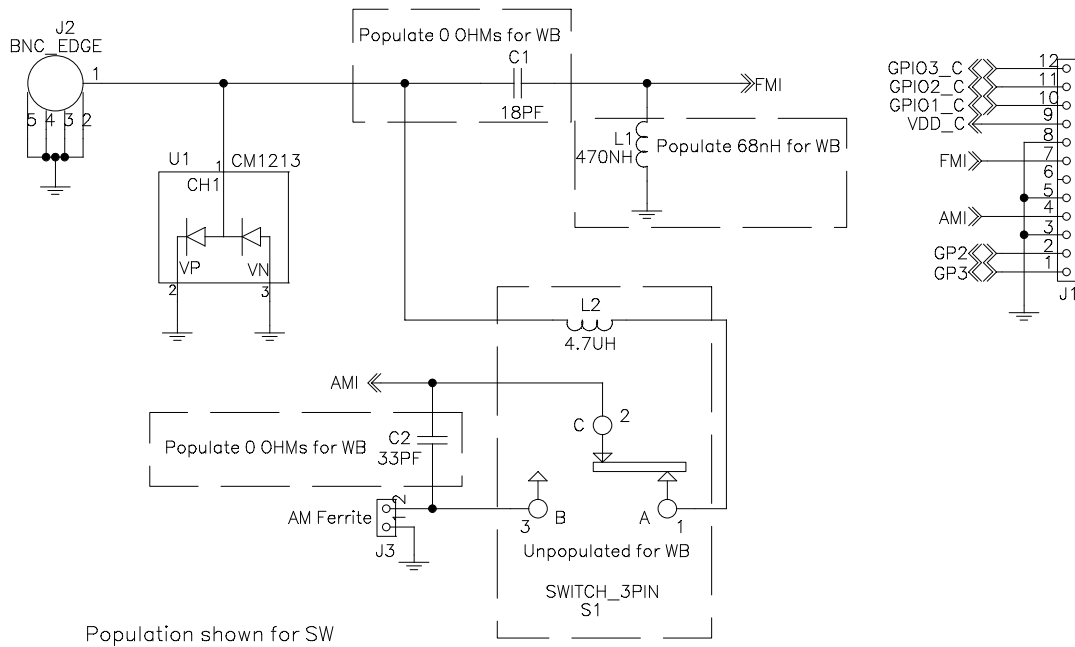 J2
BNC_EDGE
1
5 4 3 2
Populate 0 OHMs for WB
C1
18PF
FMI
L1
470NH
Populate 68nH for WB
U1
CM1213
1
CH1
VP
VN
2
3
GPIO3_C
12
GPIO2_C
11
GPIO1_C
10
VDD_C
9
8
FMI
7
6
5
AMI
4
3
GP2
2
GP3
1
J1
L2
4.7UH
AMI
C
2
Populate 0 OHMs for WB
C2
33PF
AM Ferrite
1 2
J3
3
B
A
1
Unpopulated for WB
SWITCH_3PIN
S1
Population shown for SW